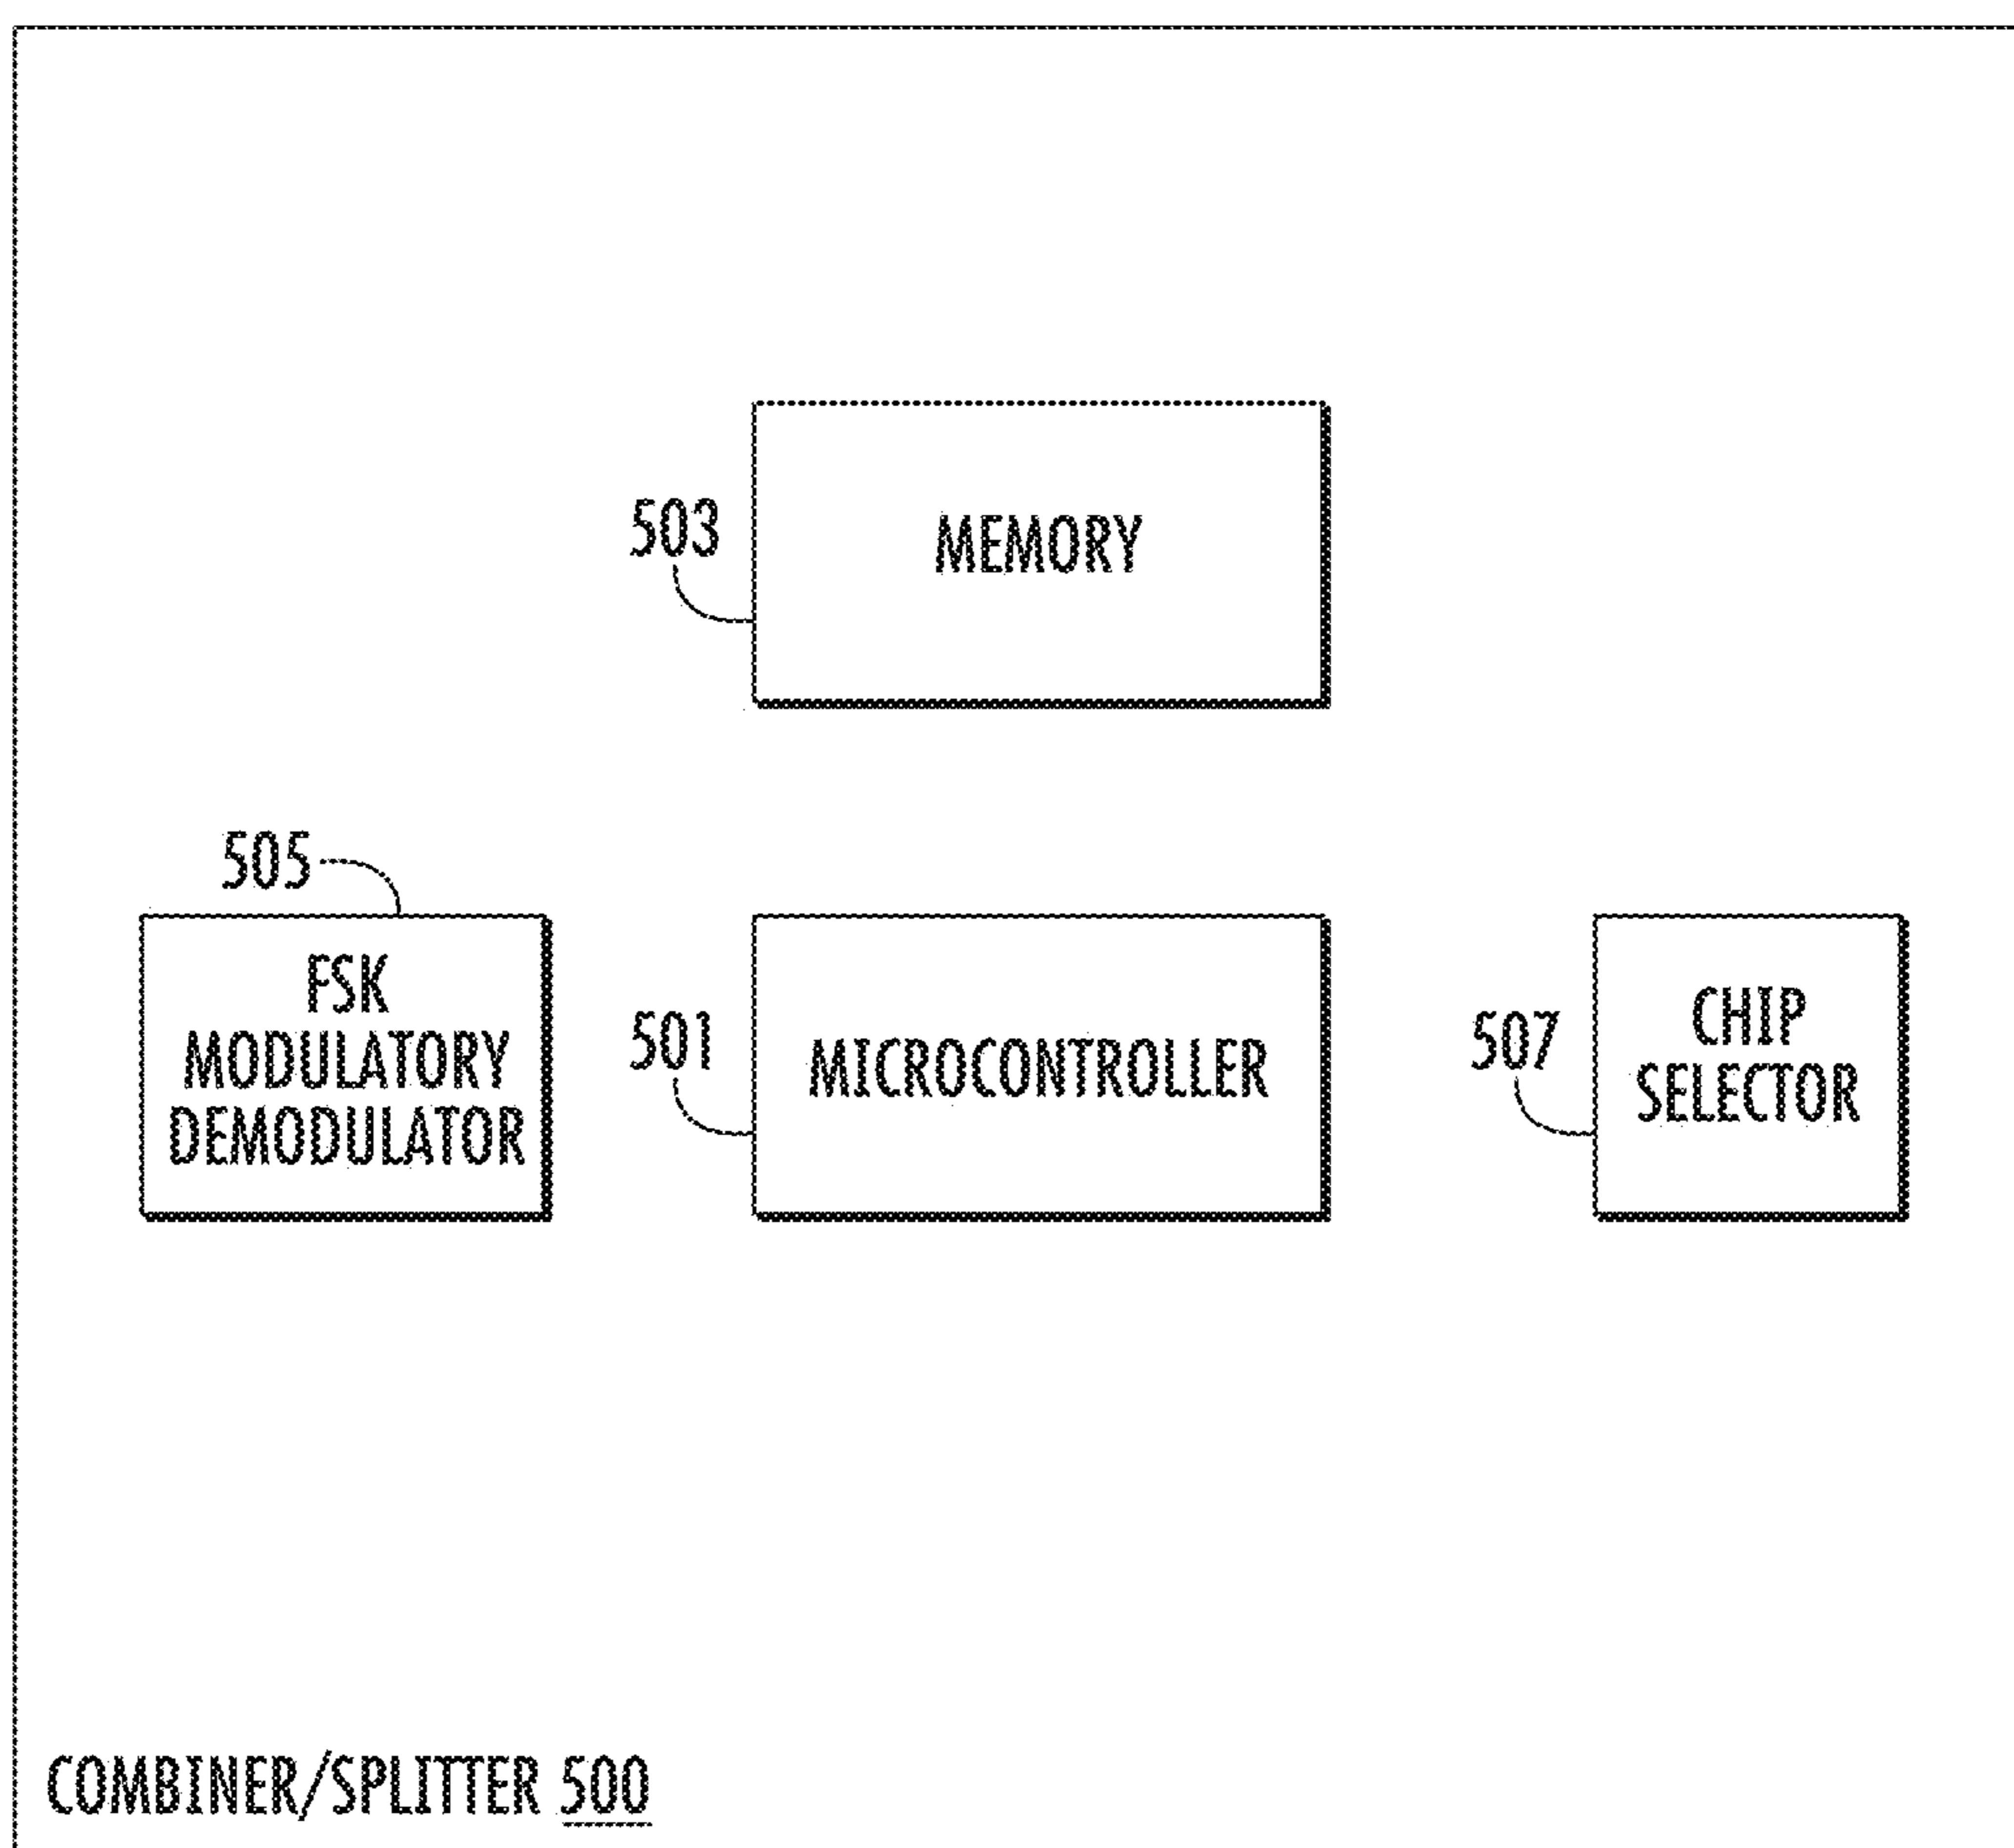 503
MEMORY
505
FSK
MODULATORY
DEMODULATOR
501
MICROCONTROLLER
507
CHIP
SELECTOR
COMBINER/SPLITTER 500